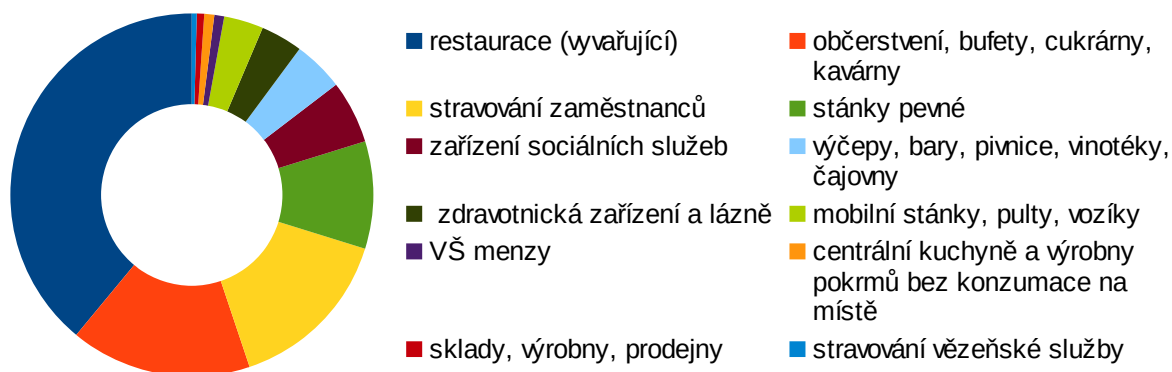 restaurace (vyvařující)
občerstvení, bufety, cukrárny,
kavárny
stravování zaměstnanců
stánky pevné
zařízení sociálních služeb
výčepy, bary, pivnice, vinotéky,
čajovny
zdravotnická zařízení a lázně
mobilní stánky, pulty, vozíky
VŠ menzy
centrální kuchyně a výrobny
pokrmů bez konzumace na
místě
sklady, výrobny, prodejny
stravování vězeňské služby